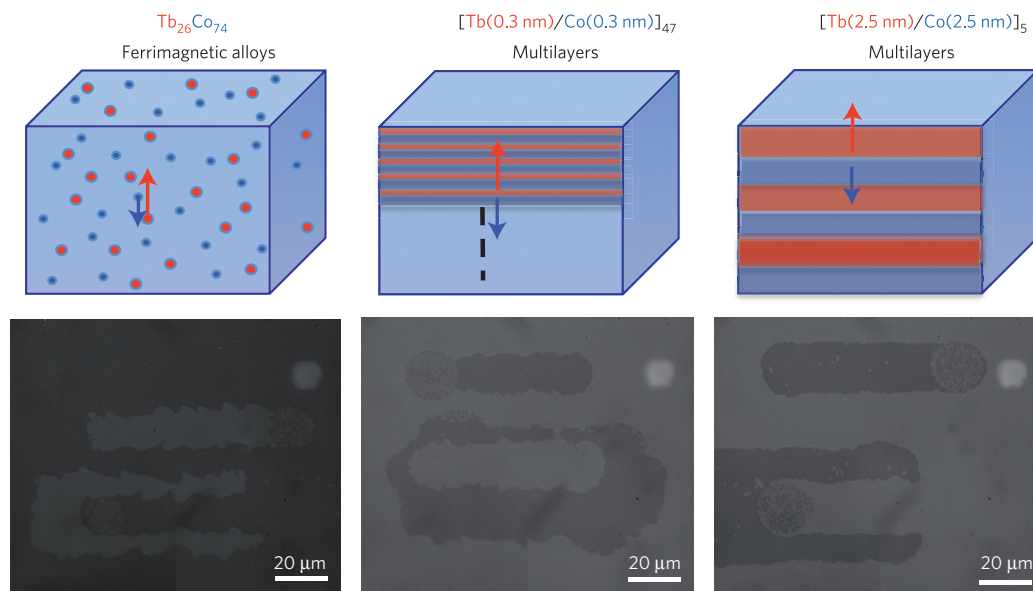 Tb₂₆Co₇₄
Ferrimagnetic alloys
[Tb(0.3 nm)/Co(0.3 nm)]₄₇
Multilayers
[Tb(2.5 nm)/Co(2.5 nm)]₅
Multilayers
20 µm
20 µm
20 µm